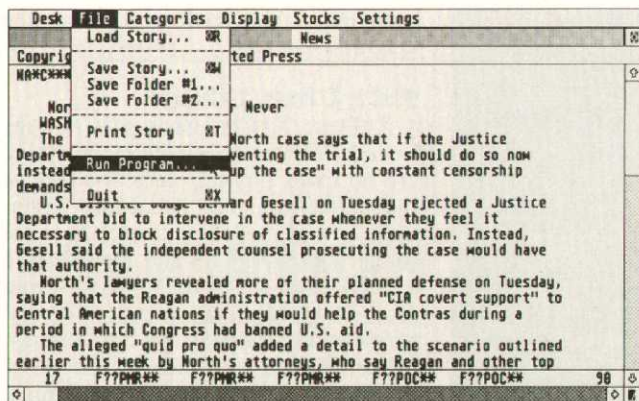 Desk File Categories Display Stocks Settings
News
Load Story... ⌘R
Copyrig ted Press
Save Story... ⌘W
Save Folder #1...
Save Folder #2...
Nor r Never
WASH
Print Story ⌘T
The North case says that if the Justice
Departm venting the trial, it should do so now
Run Program...
instead up the case" with constant censorship
demands
Quit ⌘X
U.S. District Judge Gerhard Gesell on Tuesday rejected a Justice
Department bid to intervene in the case whenever they feel it
necessary to block disclosure of classified information. Instead,
Gesell said the independent counsel prosecuting the case would have
that authority.
North's lawyers revealed more of their planned defense on Tuesday,
saying that the Reagan administration offered "CIA covert support" to
Central American nations if they would help the Contras during a
period in which Congress had banned U.S. aid.
The alleged "quid pro quo" added a detail to the scenario outlined
earlier this week by North's attorneys, who say Reagan and other top
17 F??PMR** F??PMR** F??PMR** F??POC** F??POC** 98